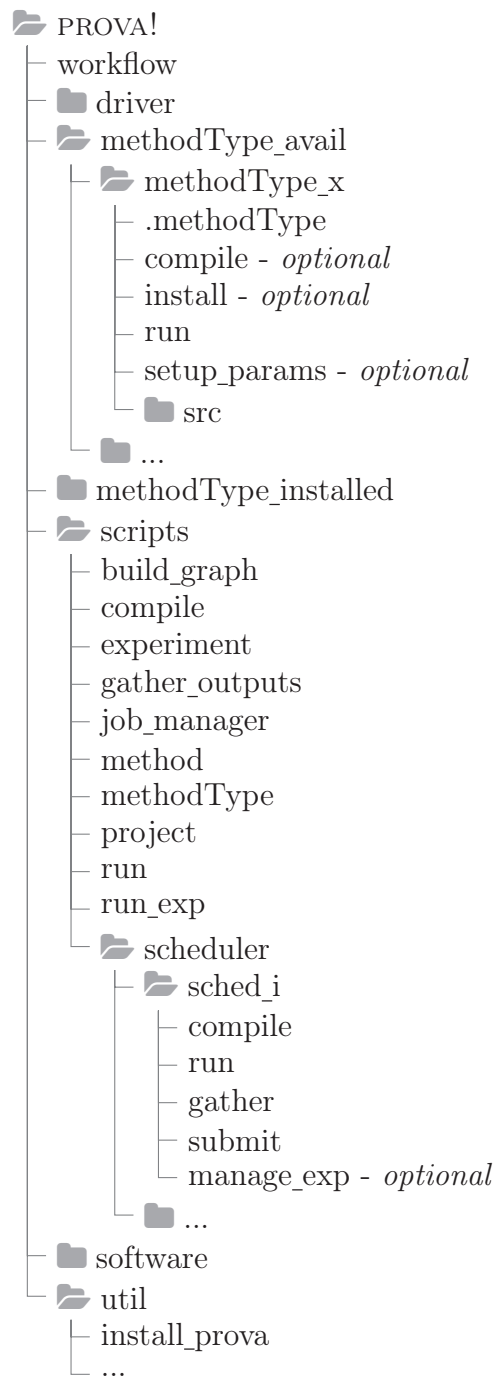 PROVA!
workflow
driver
methodType_avail
methodType_x
.methodType
compile - optional
install - optional
run
setup_params - optional
src
...
methodType_installed
scripts
build_graph
compile
experiment
gather_outputs
job_manager
method
methodType
project
run
run_exp
scheduler
sched_i
compile
run
gather
submit
manage_exp - optional
...
software
util
install_prova
...